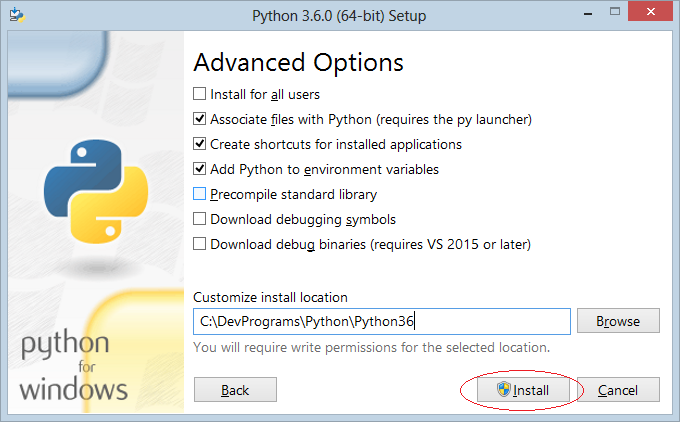 Python 3.6.0 (64-bit) Setup
Advanced Options
Install for all users
Associate files with Python (requires the py launcher)
Create shortcuts for installed applications
Add Python to environment variables
Precompile standard library
Download debugging symbols
Download debug binaries (requires VS 2015 or later)
Customize install location
C:\DevPrograms\Python\Python36
Browse
You will require write permissions for the selected location.
python
for
windows
Back
Install
Cancel